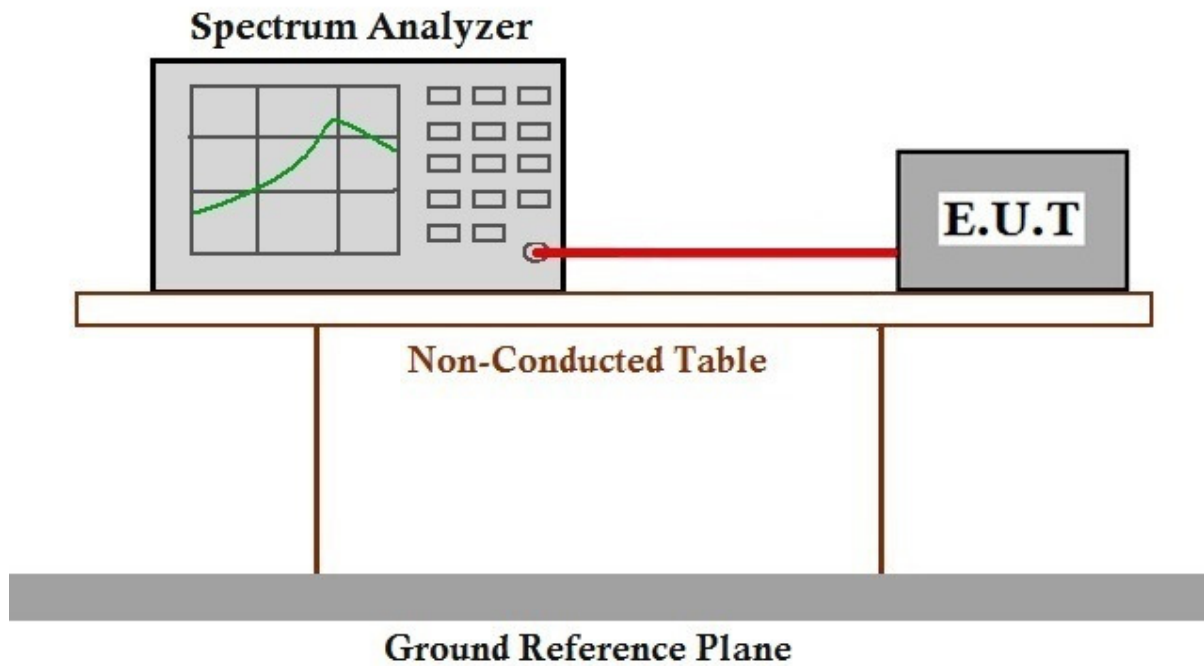 Spectrum Analyzer
E.U.T
Non-Conducted Table
Ground Reference Plane